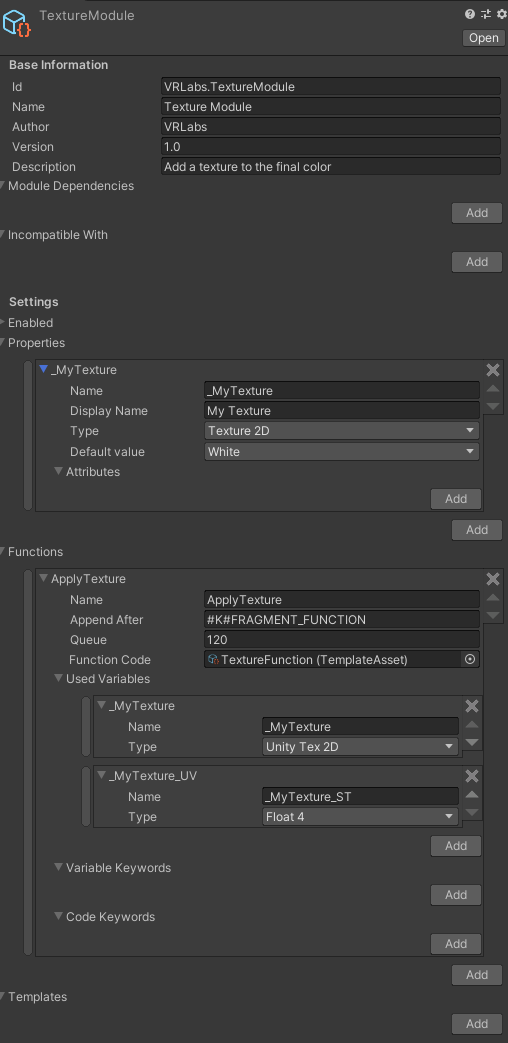 TextureModule
Open
Base Information
Id VRLabs.TextureModule
Name Texture Module
Author VRLabs
Version 1.0
Description Add a texture to the final color
Module Dependencies
Add
Incompatible With
Add
Settings
Enabled
Properties
_MyTexture
Name _MyTexture
Display Name My Texture
Type Texture 2D
Default value White
Attributes
Add
Add
Functions
ApplyTexture
Name ApplyTexture
Append After #K#FRAGMENT_FUNCTION
Queue 120
Function Code TextureFunction (TemplateAsset)
Used Variables
_MyTexture
Name _MyTexture
Type Unity Tex 2D
_MyTexture_UV
Name _MyTexture_ST
Type Float 4
Add
Variable Keywords
Add
Code Keywords
Add
Add
Templates
Add